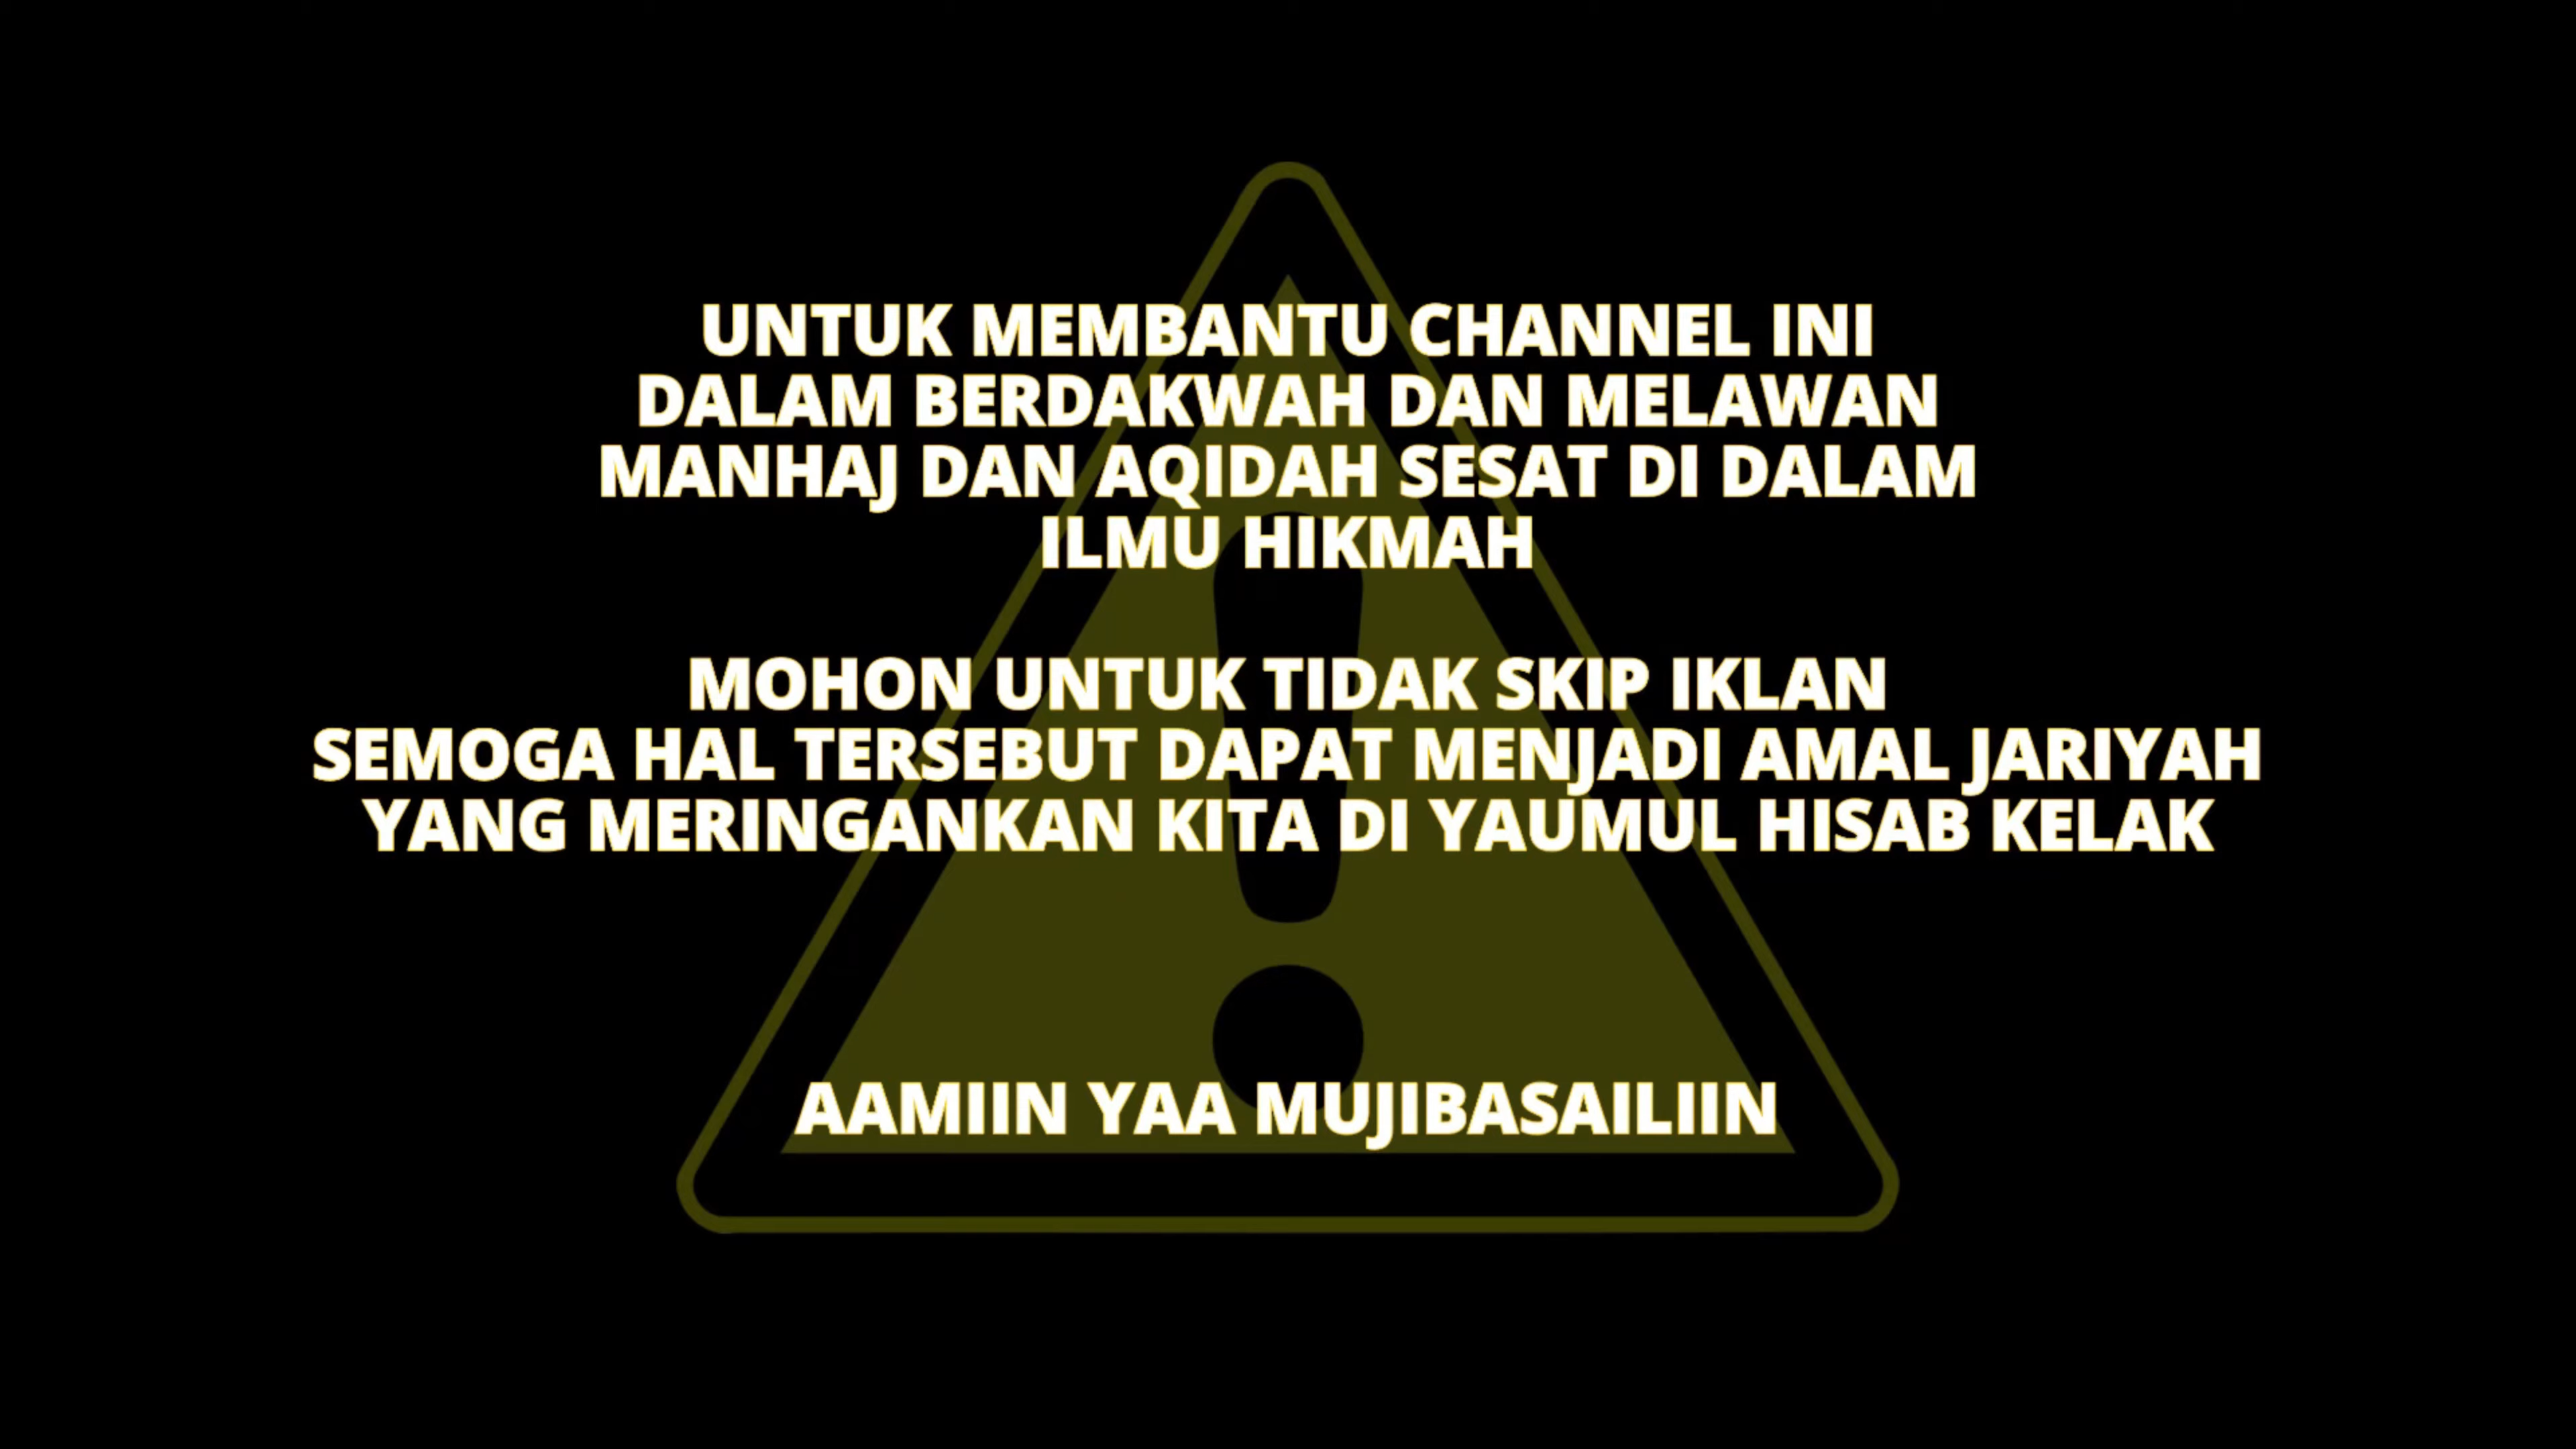 UNTUK MEMBANTU CHANNEL INI
DALAM BERDAKWAH DAN MELAWAN
MANHAJ DAN AQIDAH SESAT DI DALAM
ILMU HIKMAH
MOHON UNTUK TIDAK SKIP IKLAN
SEMOGA HAL TERSEBUT DAPAT MENJADI AMAL JARIYAH
YANG MERINGANKAN KITA DI YAUMUL HISAB KELAK
AAMIIN YAA MUJIBASAILIIN